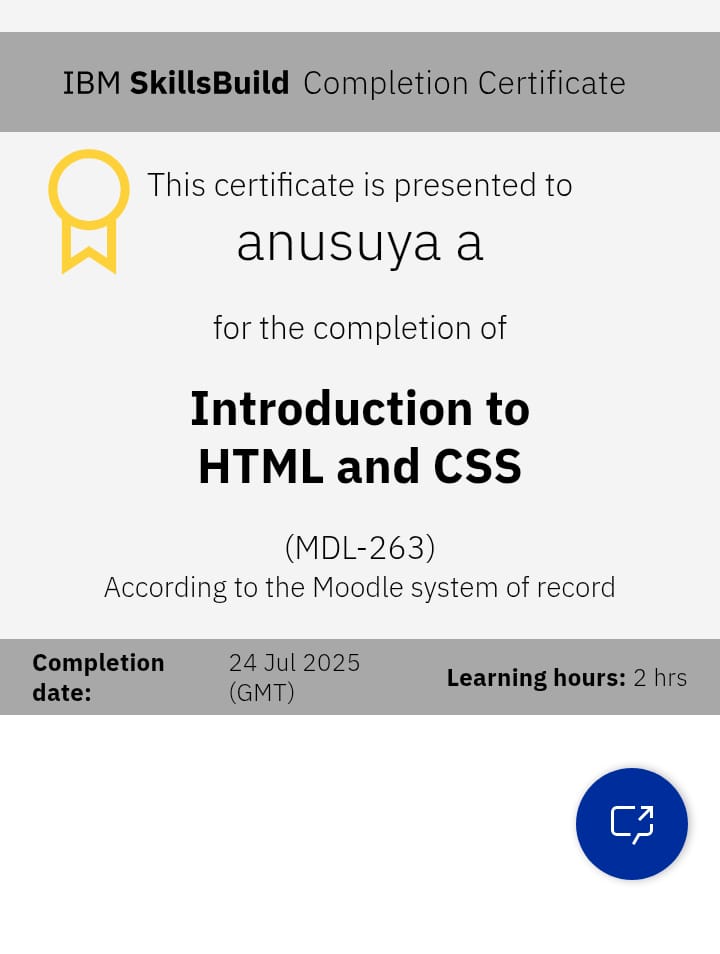 IBM SkillsBuild Completion Certificate
This certificate is presented to
anusuya a
for the completion of
Introduction to
HTML and CSS
(MDL-263)
According to the Moodle system of record
Completion date: 24 Jul 2025 (GMT) Learning hours: 2 hrs